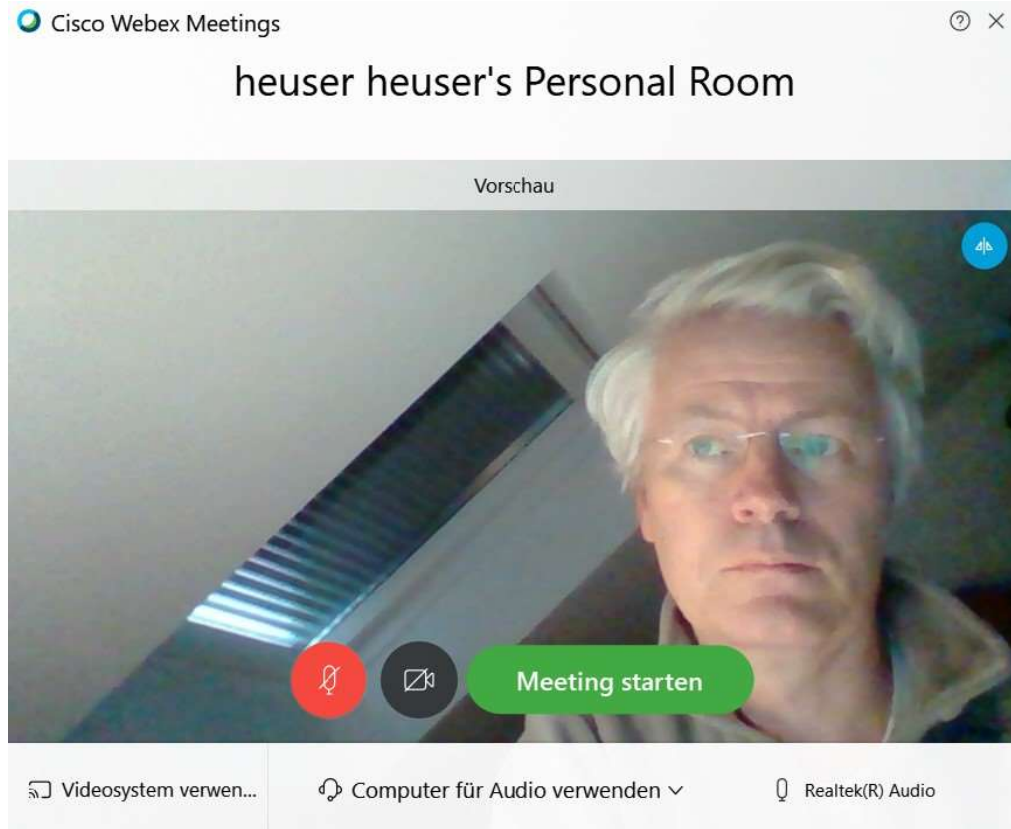 Cisco Webex Meetings
heuser heuser's Personal Room
Vorschau
Meeting starten
Videosystem verwen...
Computer für Audio verwenden
Realtek(R) Audio